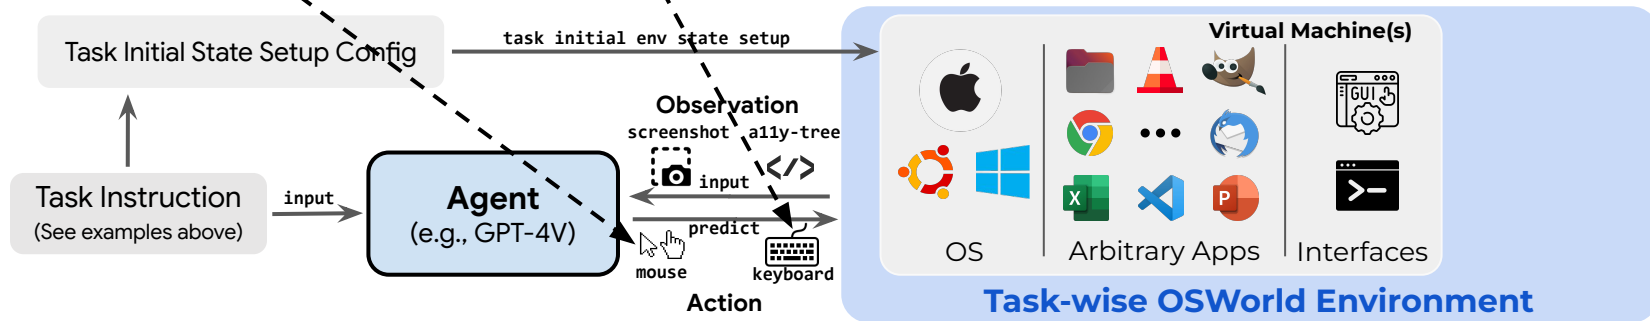 Task Initial State Setup Config
task initial env state setup
Virtual Machine(s)
Observation
screenshot a11y-tree
</>
GUI
Task Instruction
(See examples above)
input
Agent
(e.g., GPT-4V)
input
predict
mouse
keyboard
Action
X
P
>-
OS
Arbitrary Apps
Interfaces
Task-wise OSWorld Environment